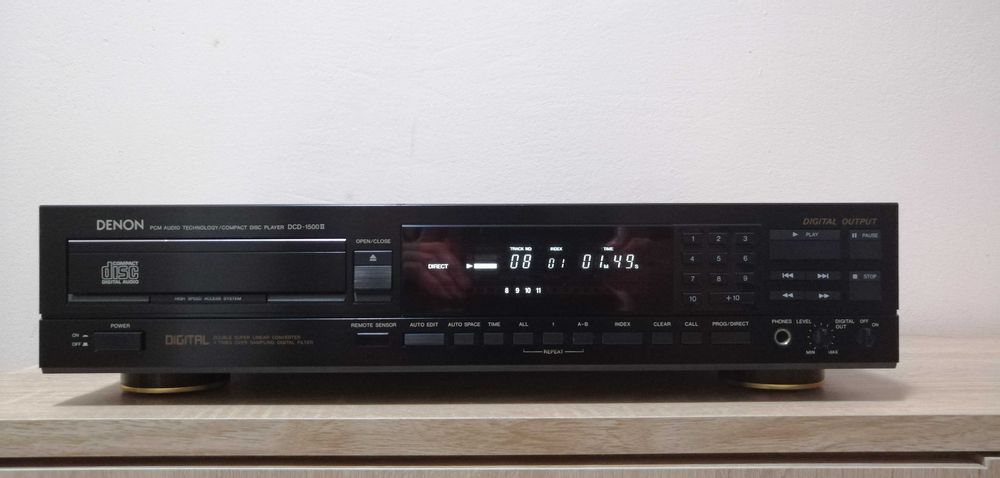 DENON PCM AUDIO TECHNOLOGY/COMPACT DISC PLAYER DCD-1500II
DIGITAL OUTPUT
COMPACT
disc
DIGITAL AUDIO
HIGH SPEED ACCESS SYSTEM
OPEN/CLOSE
TRACK NO INDEX TIME
DIRECT 08 01 01M 49S
8 9 10 11
1 2 3
4 5 6
7 8 9
10 +10
PLAY PAUSE
STOP
POWER
ON
OFF
DIGITAL DOUBLE SUPER LINEAR CONVERTER
4 TIMES OVER SAMPLING DIGITAL FILTER
REMOTE SENSOR AUTO EDIT AUTO SPACE TIME ALL 1 A-B INDEX CLEAR CALL PROG/DIRECT
REPEAT
PHONES LEVEL DIGITAL OUT OFF ON
MIN MAX